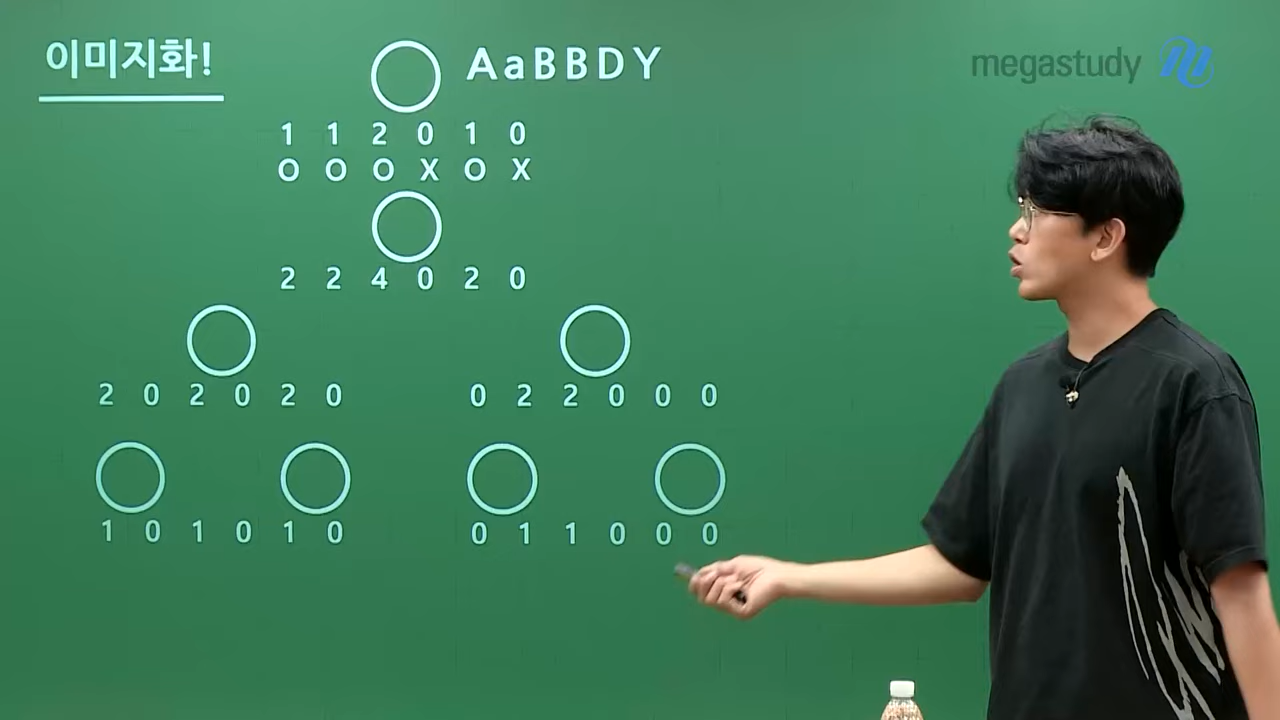 이미지화!
AaBBDY
megastudy
1 1 2 0 1 0
O O O X O X
2 2 4 0 2 0
2 0 2 0 2 0
0 2 2 0 0 0
1 0 1 0 1 0
0 1 1 0 0 0